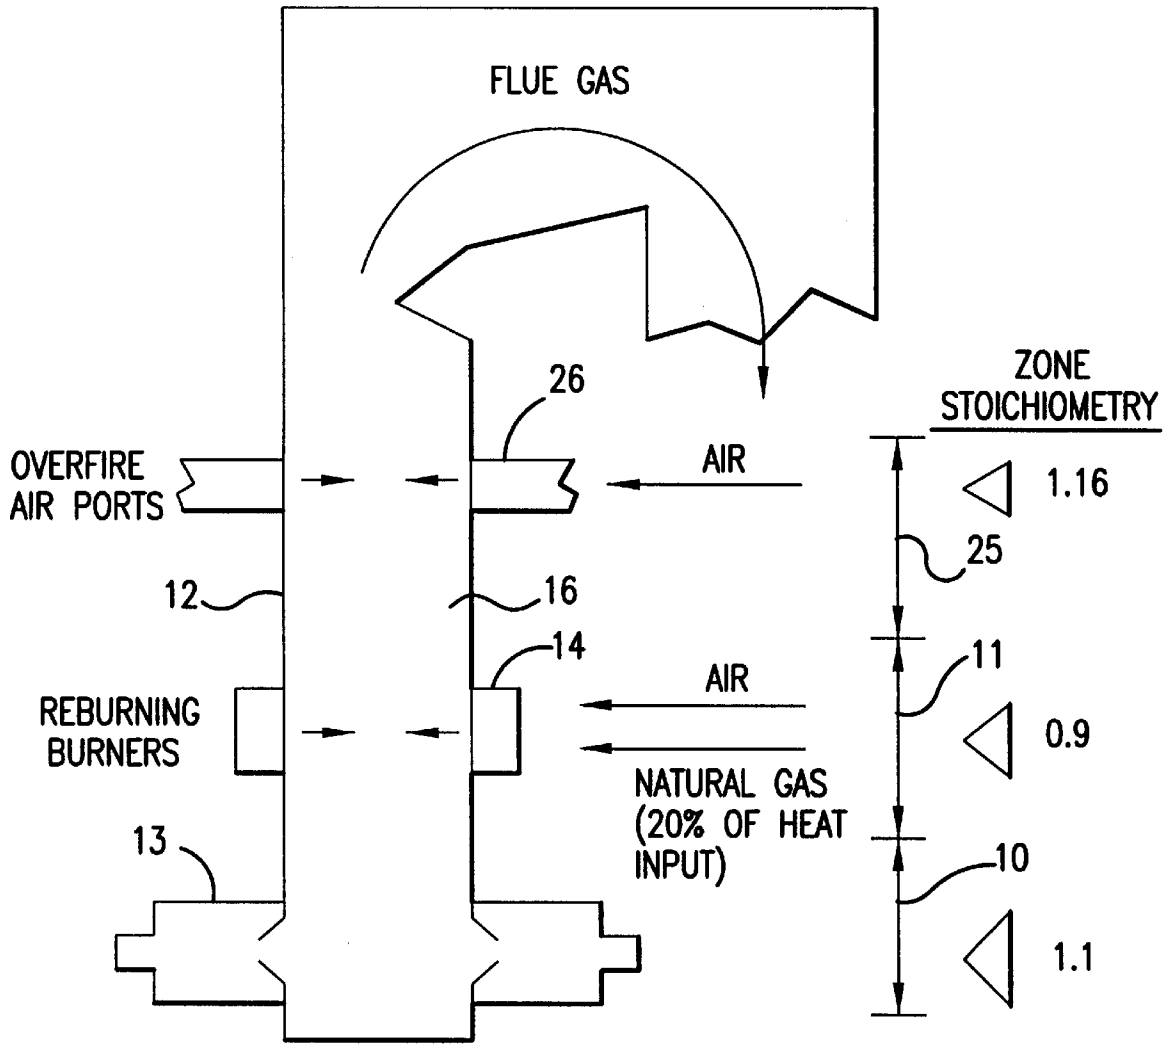 FLUE GAS
ZONE
STOICHIOMETRY
26
OVERFIRE
AIR PORTS
AIR
1.16
25
12
16
14
11
REBURNING
BURNERS
AIR
0.9
NATURAL GAS
(20% OF HEAT
INPUT)
13
10
1.1